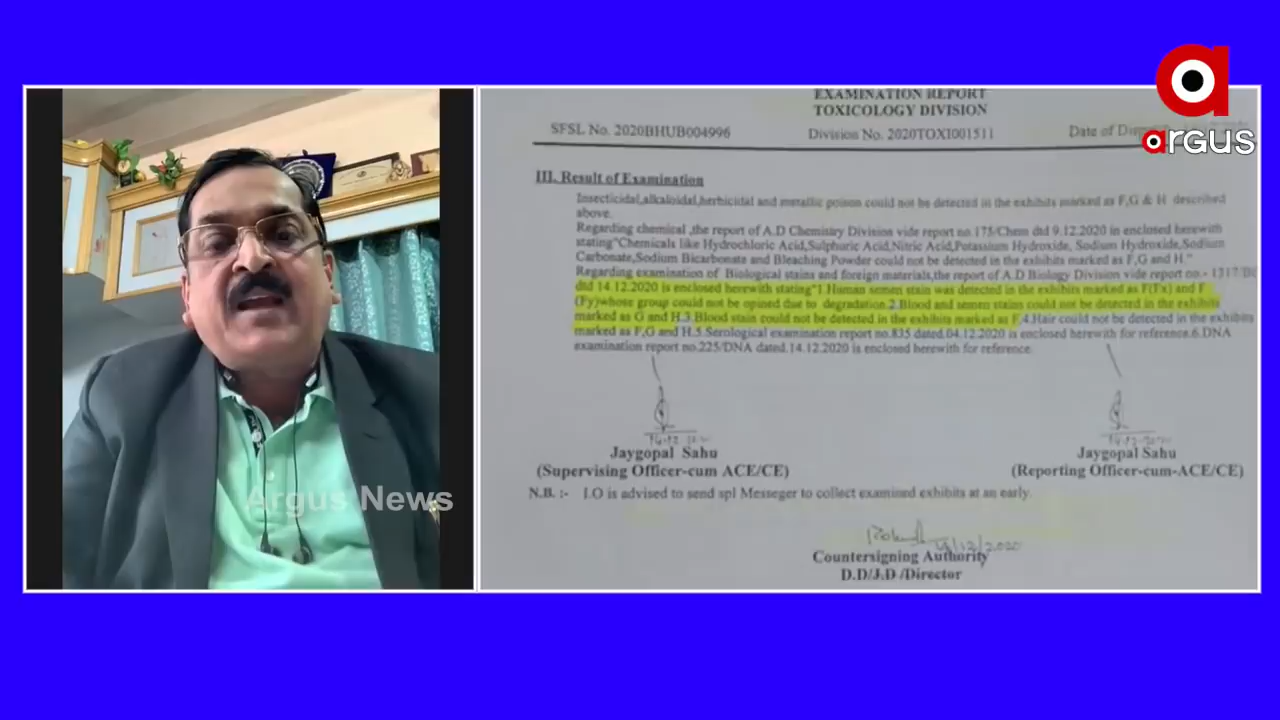 argus
EXAMINATION REPORT
TOXICOLOGY DIVISION
SFSL No. 2020BHUB004996 Division No. 2020TOXI001511 Date of
III. Result of Examination
Insecticidal,alkaloidal,herbicidal and metallic poison could not be detected in the exhibits marked as F,G & H described
above.
Regarding chemical ,the report of A.D Chemistry Division vide report no.175/Chem dtd 9.12.2020 in enclosed herewith
stating"Chemicals like Hydrochloric Acid,Sulphuric Acid,Nitric Acid,Potassium Hydroxide, Sodium Hydroxide,Sodium
Carbonate,Sodium Bicarbonate and Bleaching Powder could not be detected in the exhibits marked as F,G and H."
Regarding examination of Biological stains and foreign materials,the report of A.D Biology Division vide report no.- 1317/
dtd 14.12.2020 is enclosed herewith stating"1.Human semen stain was detected in the exhibits marked as F(Fx) and F
(Fy)whose group could not be opined due to degradation.2.Blood and semen stains could not be detected in the exhibits
marked as G and H.3.Blood stain could not be detected in the exhibits marked as F.4.Hair could not be detected in the exhibits
marked as F,G and H.5.Serological examination report no.835 dated.04.12.2020 is enclosed herewith for reference.6.DNA
examination report no.225/DNA dated.14.12.2020 is enclosed herewith for reference.
Jaygopal Sahu Jaygopal Sahu
(Supervising Officer-cum ACE/CE) (Reporting Officer-cum-ACE/CE)
N.B. :- I.O is advised to send spl Messeger to collect examined exhibits at an early.
Countersigning Authority
D.D/J.D /Director
Argus News